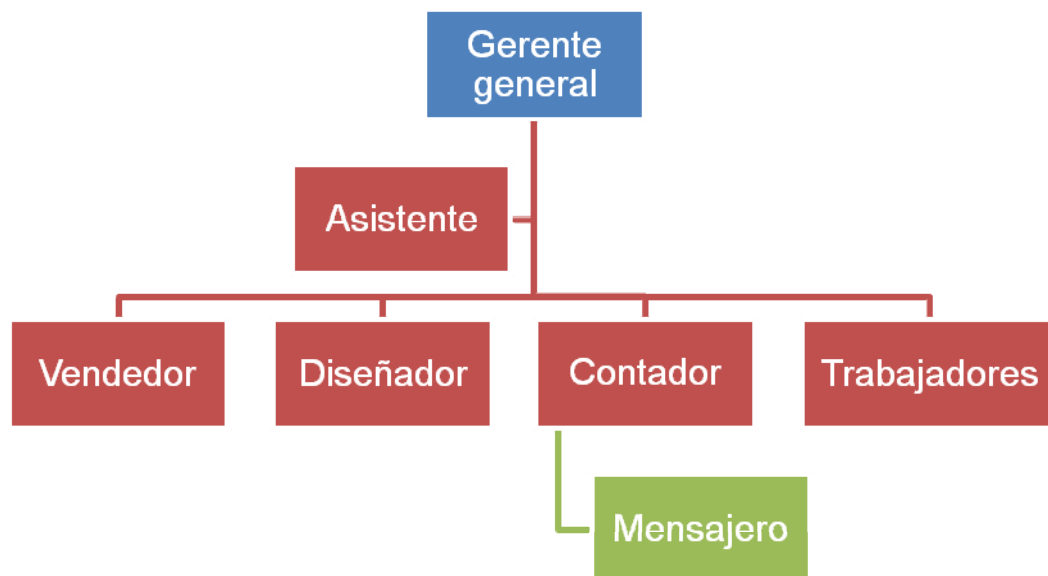 Gerente
general
Asistente
Vendedor
Diseñador
Contador
Trabajadores
Mensajero